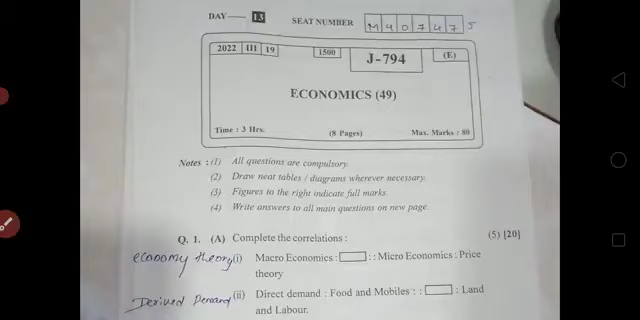 DAY — 13 SEAT NUMBER M 9 0 7 4 7 5
2022 III 19 1500 J-794 (E)
ECONOMICS (49)
Time : 3 Hrs. (8 Pages) Max. Marks : 80
Notes : (1) All questions are compulsory.
(2) Draw neat tables / diagrams wherever necessary.
(3) Figures to the right indicate full marks.
(4) Write answers to all main questions on new page.
Q. 1. (A) Complete the correlations : (5) [20]
economy theory (i) Macro Economics : : : Micro Economics : Price
theory
Derived Demand (ii) Direct demand : Food and Mobiles : : : Land
and Labour.